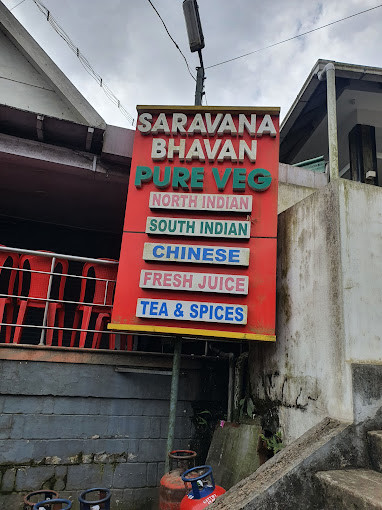 SARAVANA
BHAVAN
PURE VEG
NORTH INDIAN
SOUTH INDIAN
CHINESE
FRESH JUICE
TEA & SPICES